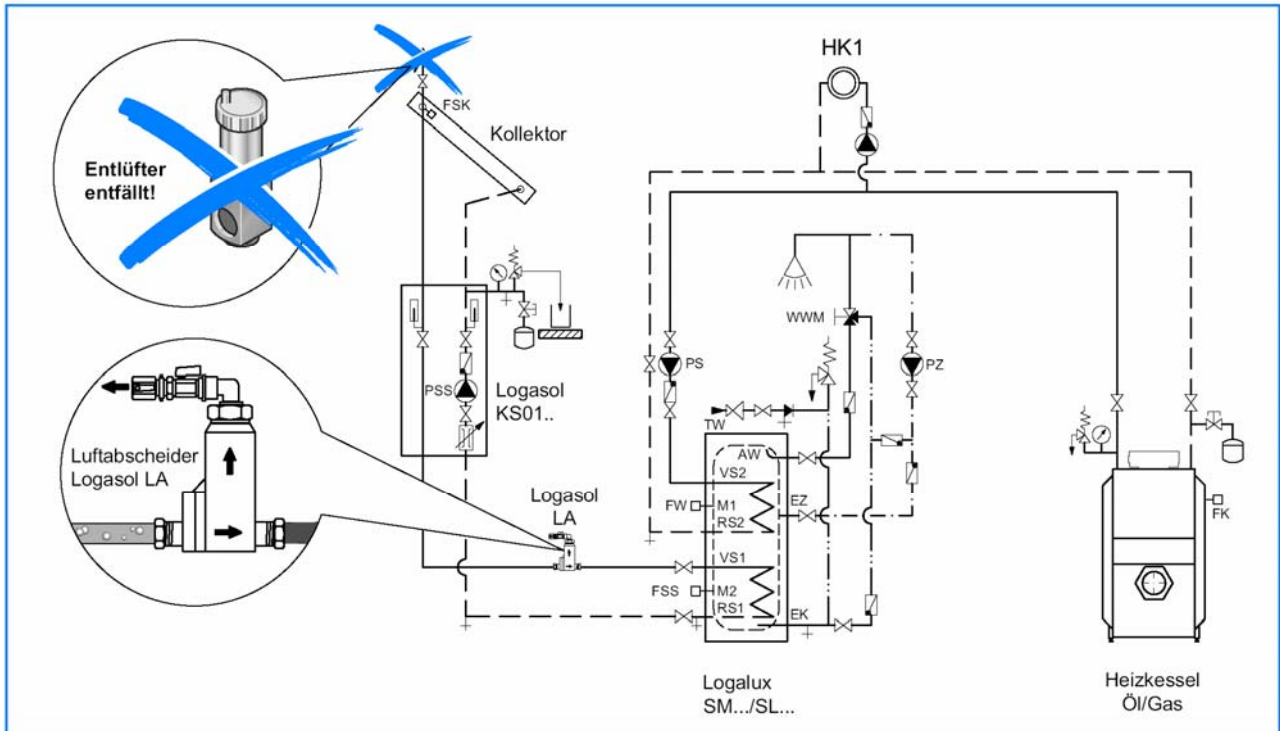 HK1
FSK
Kollektor
Entlüfter
entfällt!
WWM
PS
PZ
PSS
Logasol
KS01..
TW
Luftabscheider
Logasol LA
AW
VS2
Logasol
LA
FW
M1
EZ
RS2
FK
VS1
FSS
M2
RS1
EK
Logalux
SM.../SL...
Heizkessel
Öl/Gas